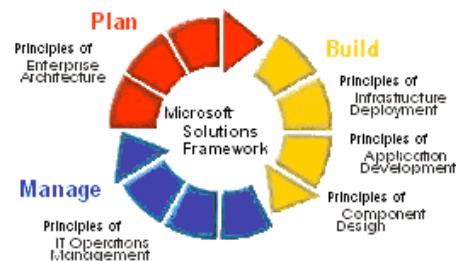 Plan
Principles of
Enterprise
Architecture
Build
Principles of
Infrastructure
Deployment
Principles of
Application
Development
Principles of
Component
Design
Microsoft
Solutions
Framework
Manage
Principles of
IT Operations
Management